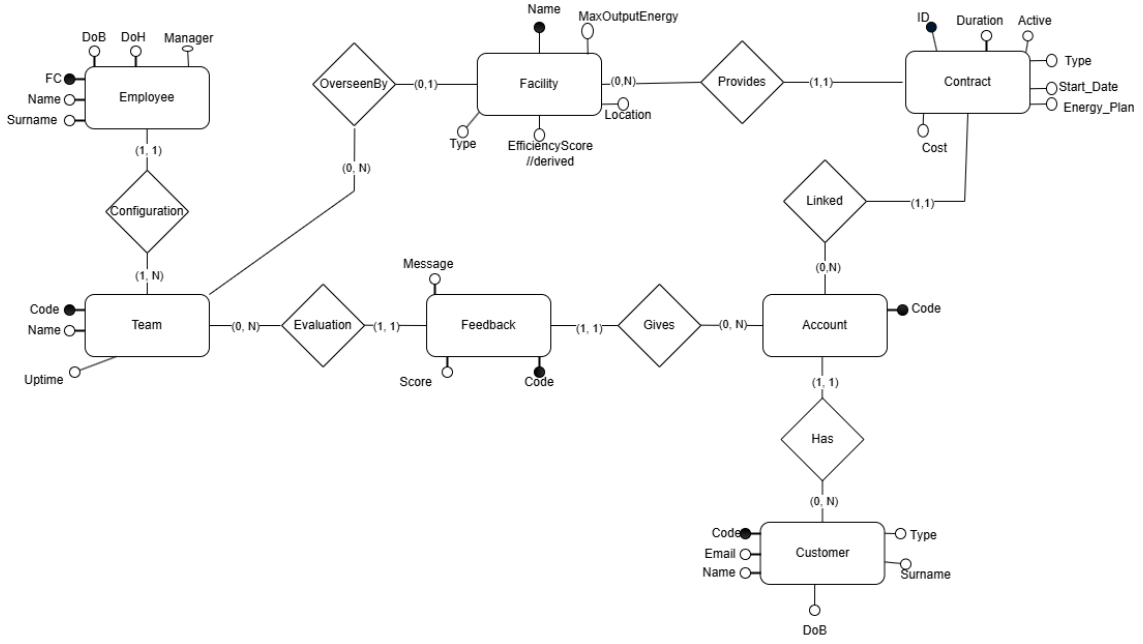 Name
MaxOutputEnergy
ID
Duration
Active
DoB
DoH
Manager
FC
Name
Surname
Employee
OverseenBy
(0,1)
Facility
(0,N)
Provides
(1,1)
Contract
Type
Start_Date
Energy_Plan
Location
Type
EfficiencyScore
//derived
Cost
(1, 1)
(0, N)
Configuration
Linked
(1,1)
(1, N)
(0,N)
Message
Code
Name
Team
Uptime
(0, N)
Evaluation
(1, 1)
Feedback
(1, 1)
Gives
(0, N)
Account
Code
Score
Code
(1, 1)
Has
(0, N)
Code
Email
Name
Customer
Type
Surname
DoB